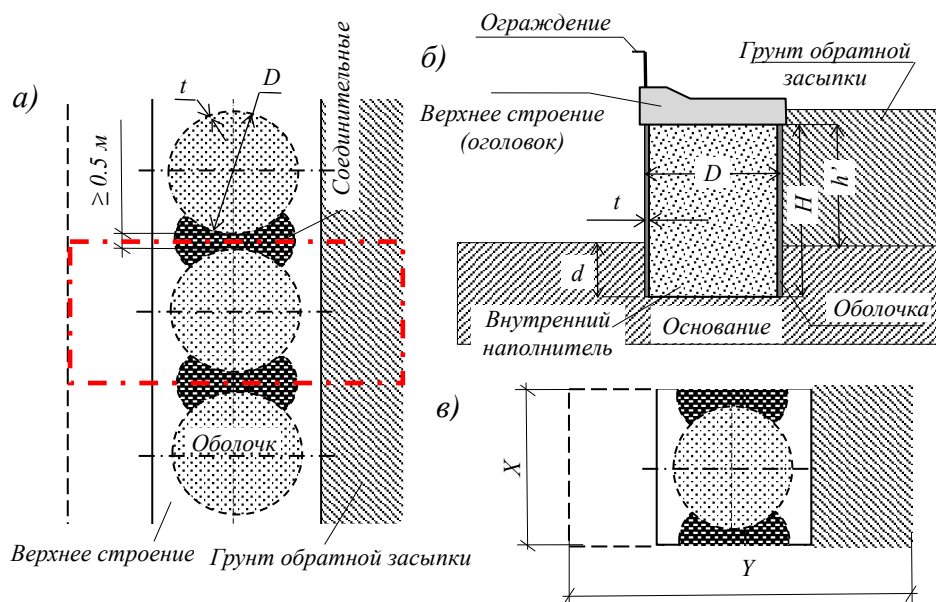 а)
t
D
Соединительные
≥ 0.5 м
Оболочк
Верхнее строение
Грунт обратной засыпки
б)
Ограждение
Грунт обратной
засыпки
Верхнее строение
(оголовок)
D
H
h’
t
d
Внутренний
наполнитель
Основание
Оболочка
в)
X
Y